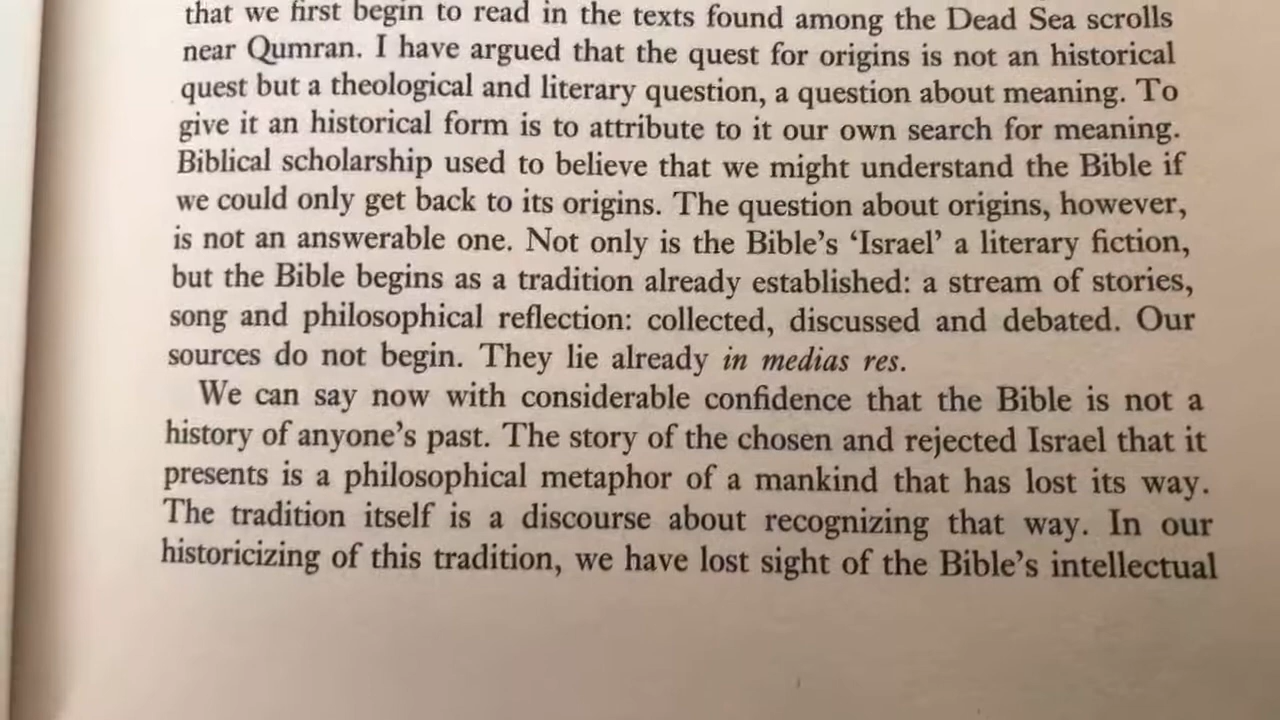 that we first begin to read in the texts found among the Dead Sea scrolls
near Qumran. I have argued that the quest for origins is not an historical
quest but a theological and literary question, a question about meaning. To
give it an historical form is to attribute to it our own search for meaning.
Biblical scholarship used to believe that we might understand the Bible if
we could only get back to its origins. The question about origins, however,
is not an answerable one. Not only is the Bible's ‘Israel’ a literary fiction,
but the Bible begins as a tradition already established: a stream of stories,
song and philosophical reflection: collected, discussed and debated. Our
sources do not begin. They lie already in medias res.
We can say now with considerable confidence that the Bible is not a
history of anyone's past. The story of the chosen and rejected Israel that it
presents is a philosophical metaphor of a mankind that has lost its way.
The tradition itself is a discourse about recognizing that way. In our
historicizing of this tradition, we have lost sight of the Bible's intellectual